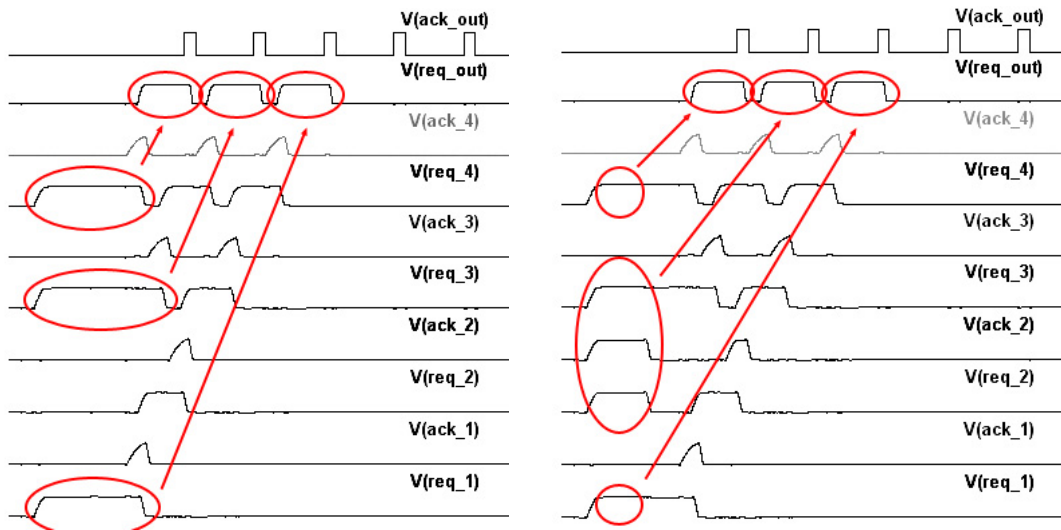 V(ack_out)
V(req_out)
V(ack_4)
V(req_4)
V(ack_3)
V(req_3)
V(ack_2)
V(req_2)
V(ack_1)
V(req_1)
V(ack_out)
V(req_out)
V(ack_4)
V(req_4)
V(ack_3)
V(req_3)
V(ack_2)
V(req_2)
V(ack_1)
V(req_1)